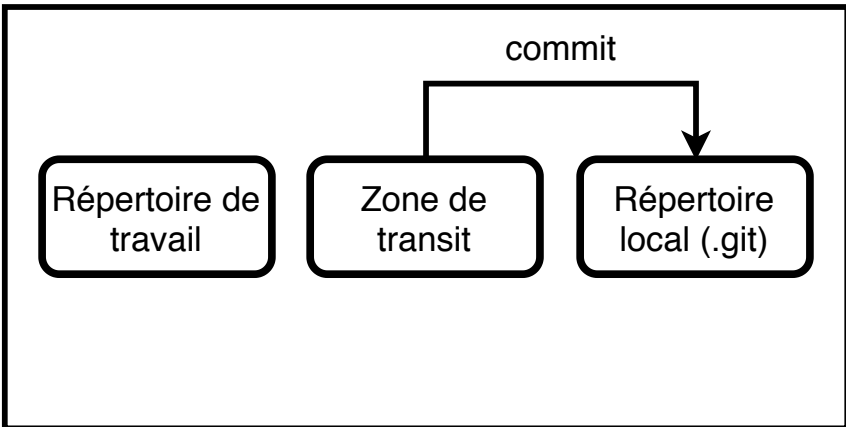 commit
Répertoire de
travail
Zone de
transit
Répertoire
local (.git)